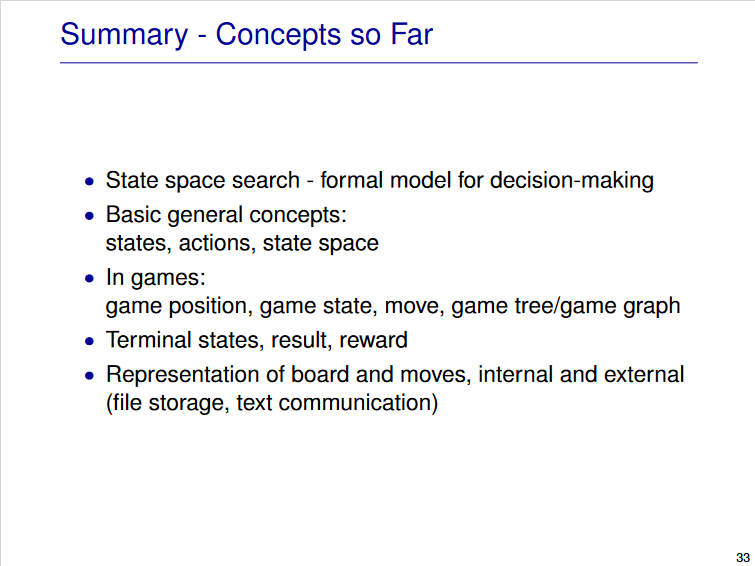 Summary - Concepts so Far
• State space search - formal model for decision-making
• Basic general concepts:
states, actions, state space
• In games:
game position, game state, move, game tree/game graph
• Terminal states, result, reward
• Representation of board and moves, internal and external
(file storage, text communication)
33